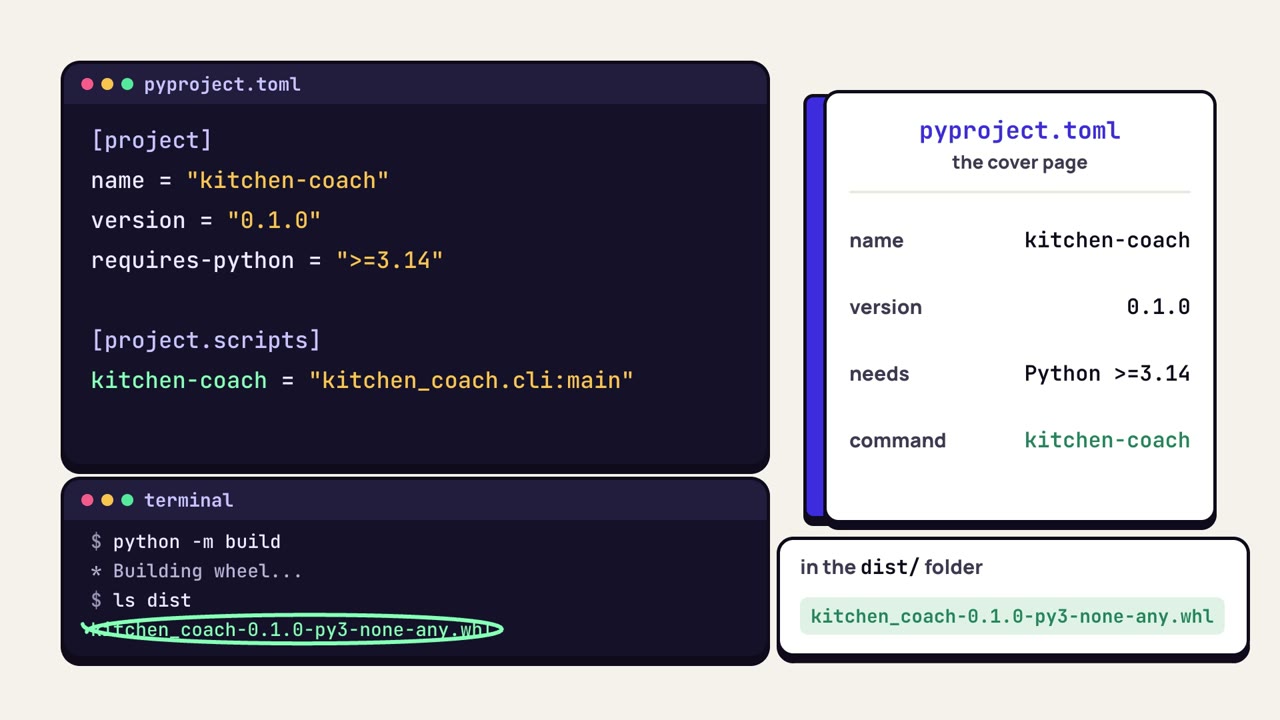 pyproject.toml
[project]
name = "kitchen-coach"
version = "0.1.0"
requires-python = ">=3.14"
[project.scripts]
kitchen-coach = "kitchen_coach.cli:main"
terminal
$ python -m build
* Building wheel...
$ ls dist
kitchen_coach-0.1.0-py3-none-any.whl
pyproject.toml
the cover page
name kitchen-coach
version 0.1.0
needs Python >=3.14
command kitchen-coach
in the dist/ folder
kitchen_coach-0.1.0-py3-none-any.whl